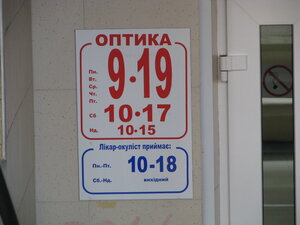 ОПТИКА
Пн.
Вт.
Ср.
Чт.
Пт.
9·19
Сб 10·17
Нд. 10·15
Лікар-окуліст приймає:
Пн.-Пт. 10-18
Сб.-Нд. вихідний